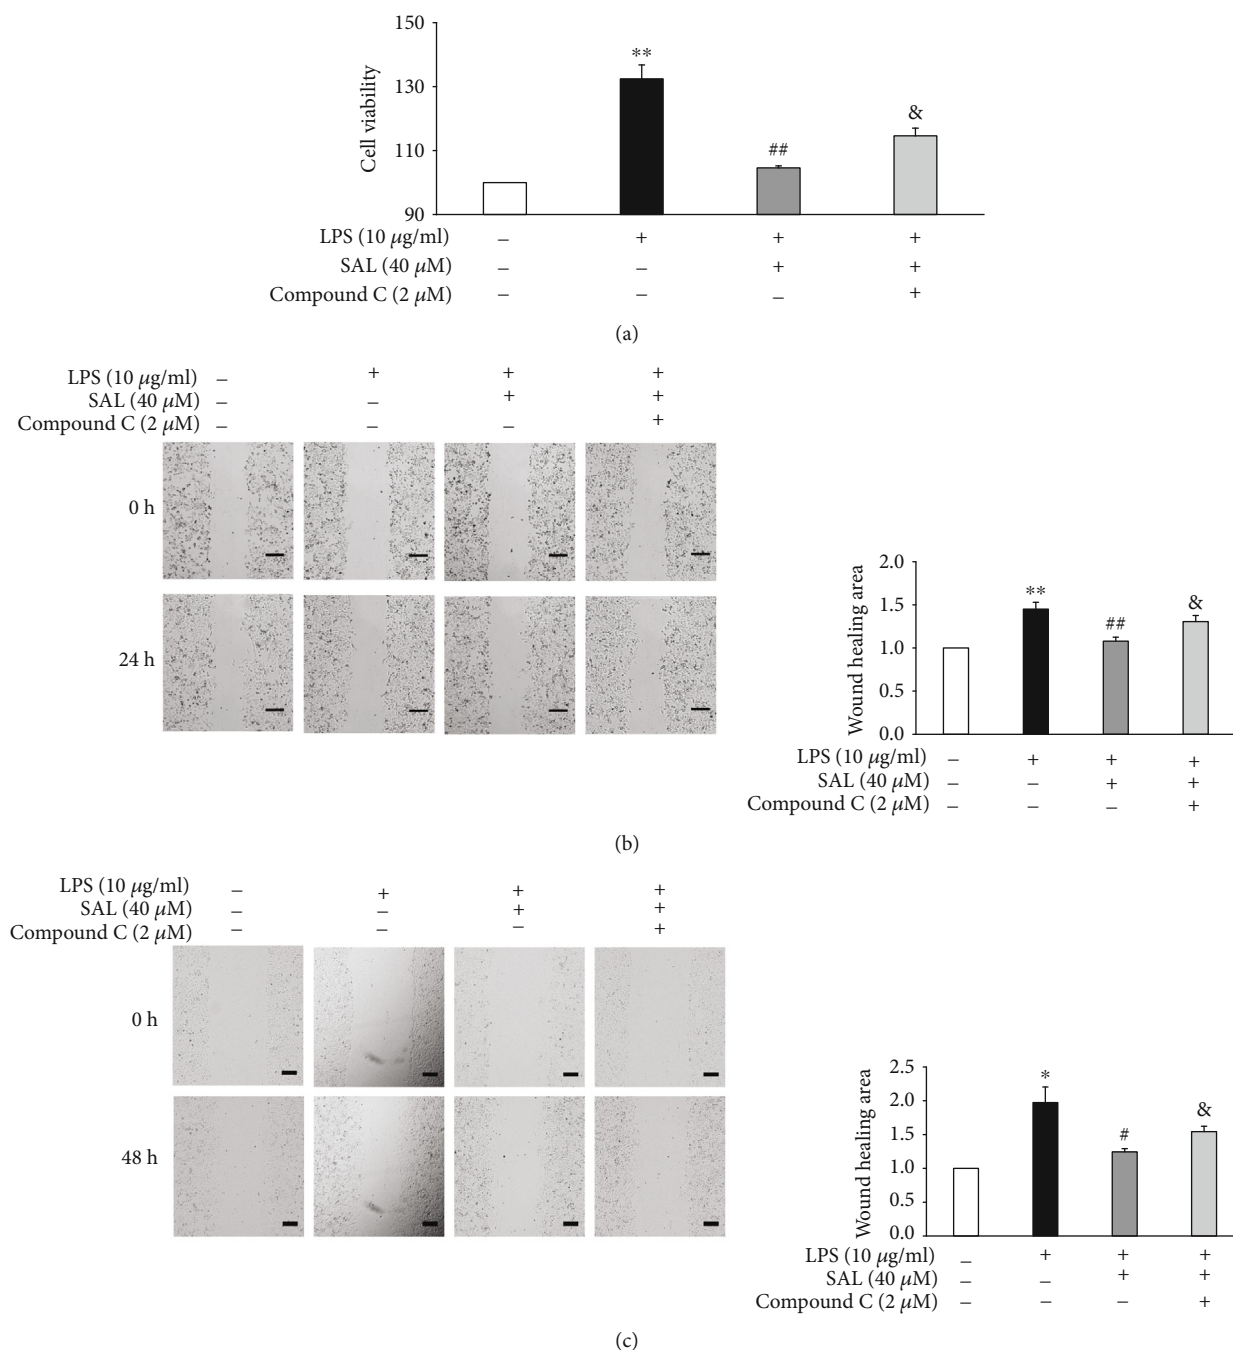 150
130
110
90
Cell viability
**
##
&
LPS (10 μg/ml) – + + +
SAL (40 μM) – – + +
Compound C (2 μM) – – – +
(a)
LPS (10 μg/ml) – + + +
SAL (40 μM) – – + +
Compound C (2 μM) – – – +
0 h
24 h
2.0
1.5
1.0
0.5
0.0
Wound healing area
**
##
&
LPS (10 μg/ml) – + + +
SAL (40 μM) – – + +
Compound C (2 μM) – – – +
(b)
LPS (10 μg/ml) – + + +
SAL (40 μM) – – + +
Compound C (2 μM) – – – +
0 h
48 h
2.5
2.0
1.5
1.0
0.5
0.0
Wound healing area
*
#
&
LPS (10 μg/ml) – + + +
SAL (40 μM) – – + +
Compound C (2 μM) – – – +
(c)